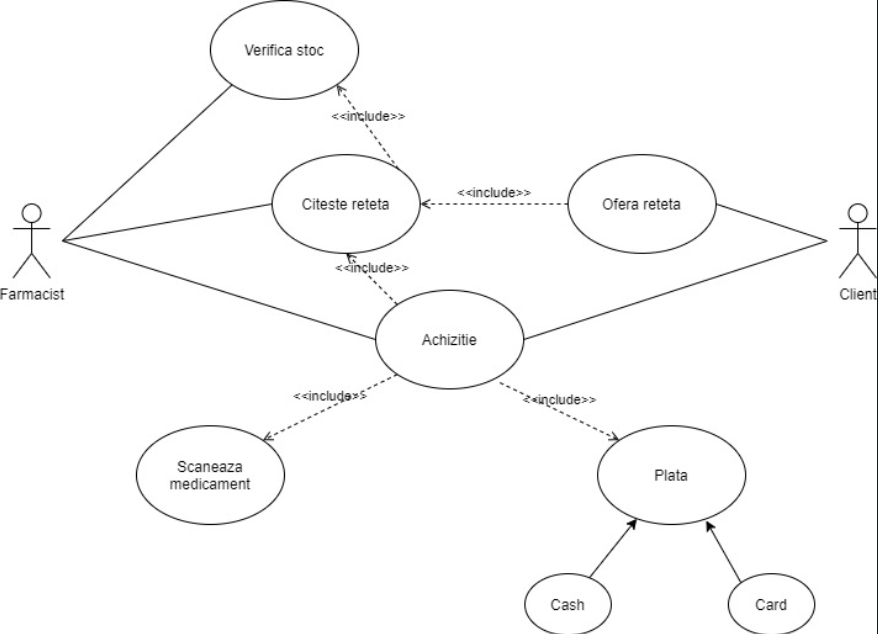 Verifica stoc
<<include>>
Citeste reteta
<<include>>
Ofera reteta
Farmacist
Client
<<include>>
Achizitie
<<include>>
<<include>>
Scaneaza
medicament
Plata
Cash
Card